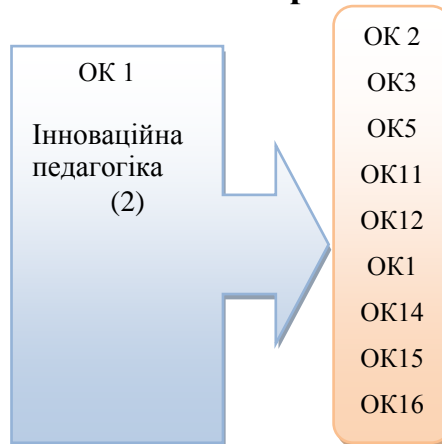 ОК 1
Інноваційна
педагогіка
(2)
ОК 2
ОК3
ОК5
ОК11
ОК12
ОК1
ОК14
ОК15
ОК16